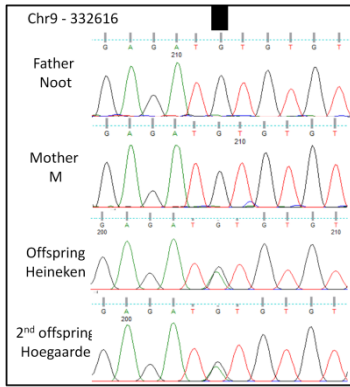 Chr9 - 332616
G A G A T G T G T G T
210
Father
Noot
G A G A T G T G T G T
210
Mother
M
G A G A T G T G T G T
200 210
Offspring
Heineken
G A G A T G T G T G T
200
2nd offspring
Hoegaarde